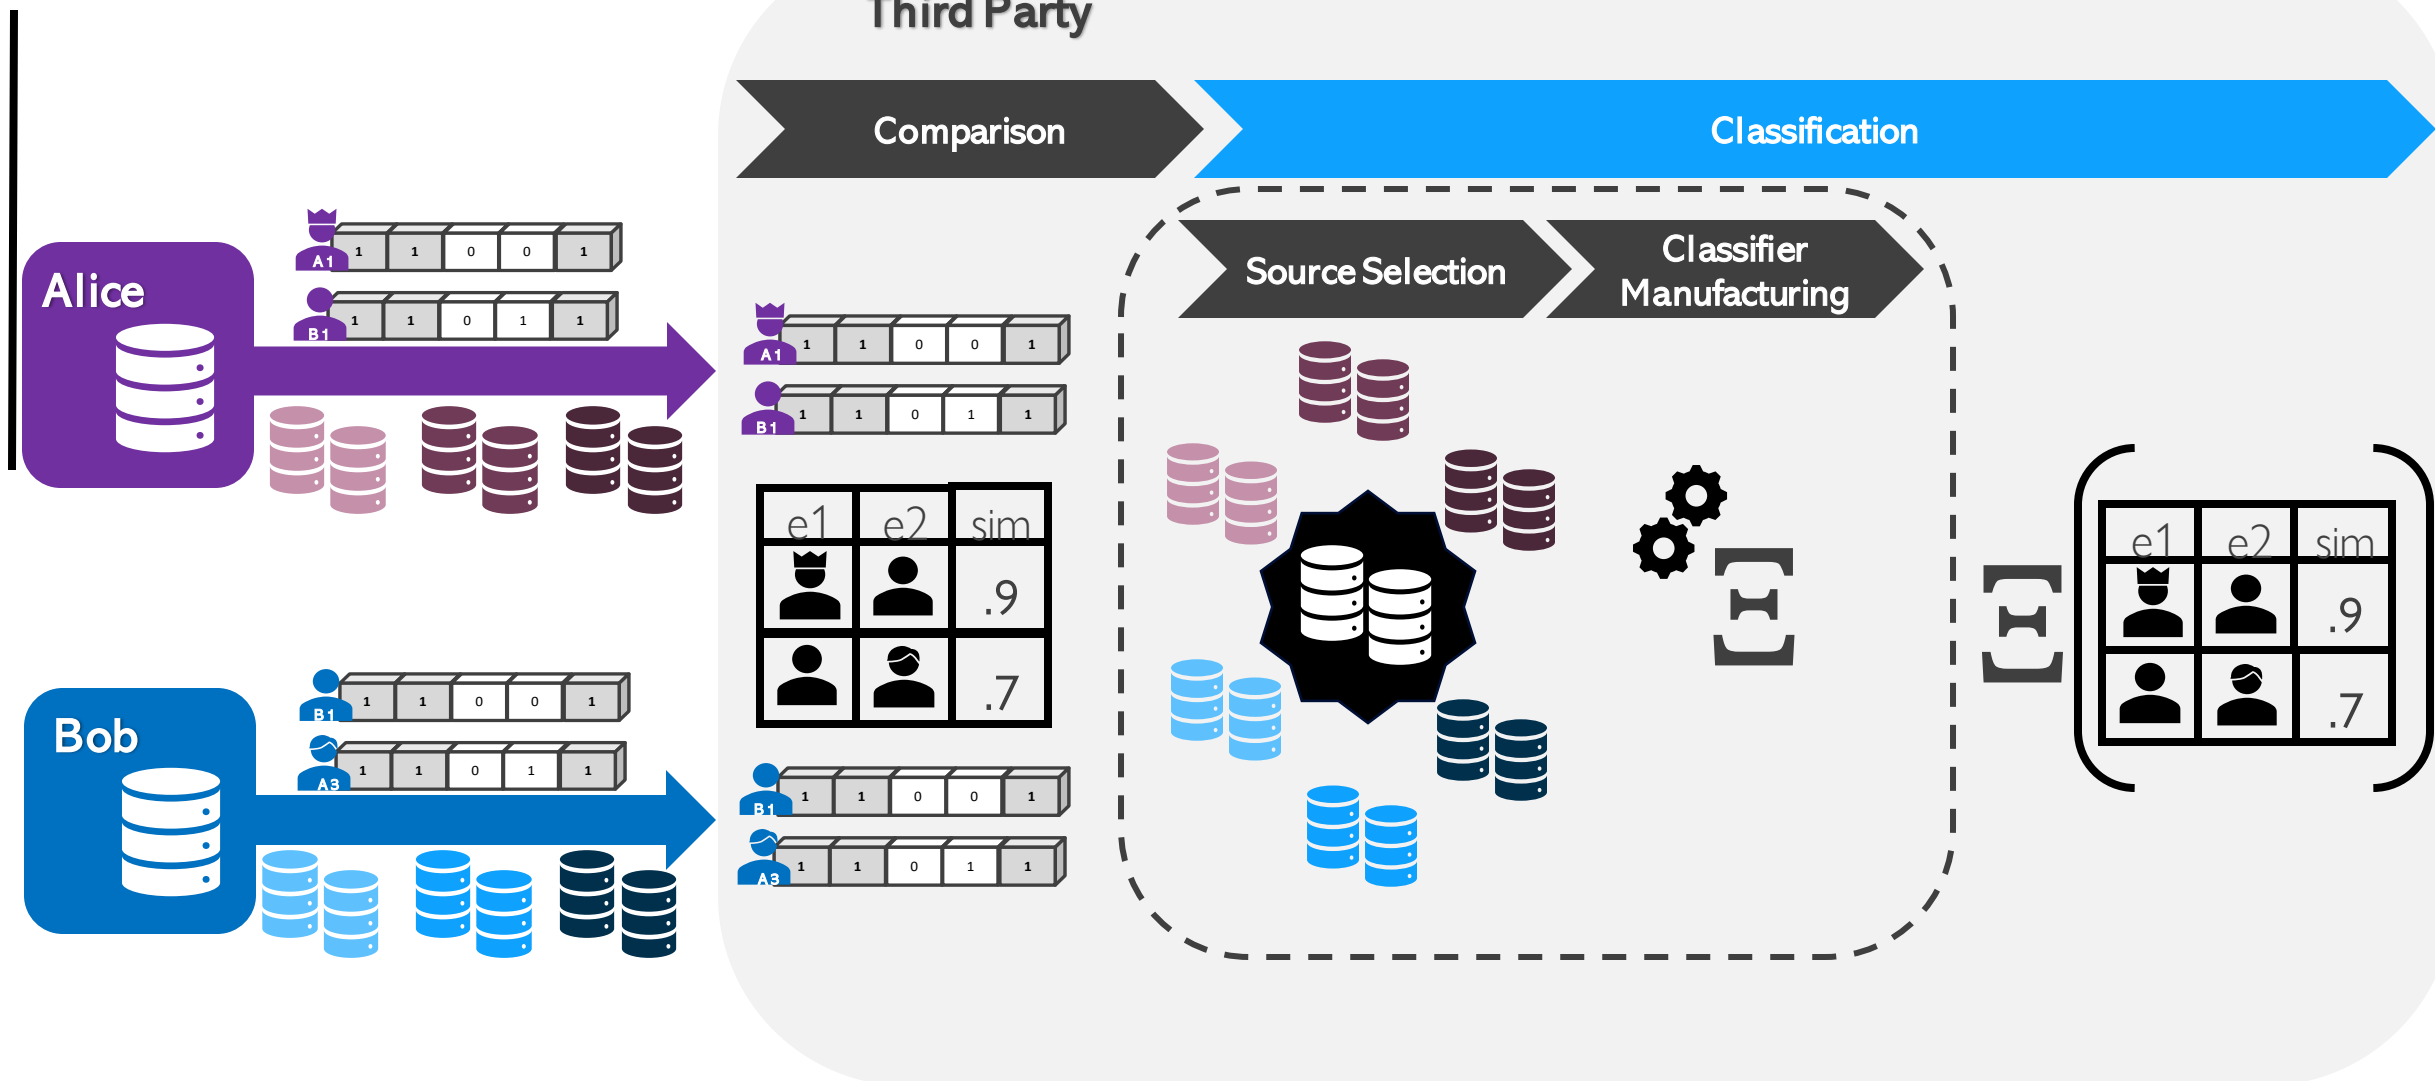 Third Party
Comparison
Classification
Source Selection
Classifier
Manufacturing
Alice
A1 1 1 0 0 1
B1 1 1 0 1 1
Bob
B1 1 1 0 0 1
A3 1 1 0 1 1
A1 1 1 0 0 1
B1 1 1 0 1 1
e1 e2 sim
.9
.7
B1 1 1 0 0 1
A3 1 1 0 1 1
Ξ
Ξ
e1 e2 sim
.9
.7